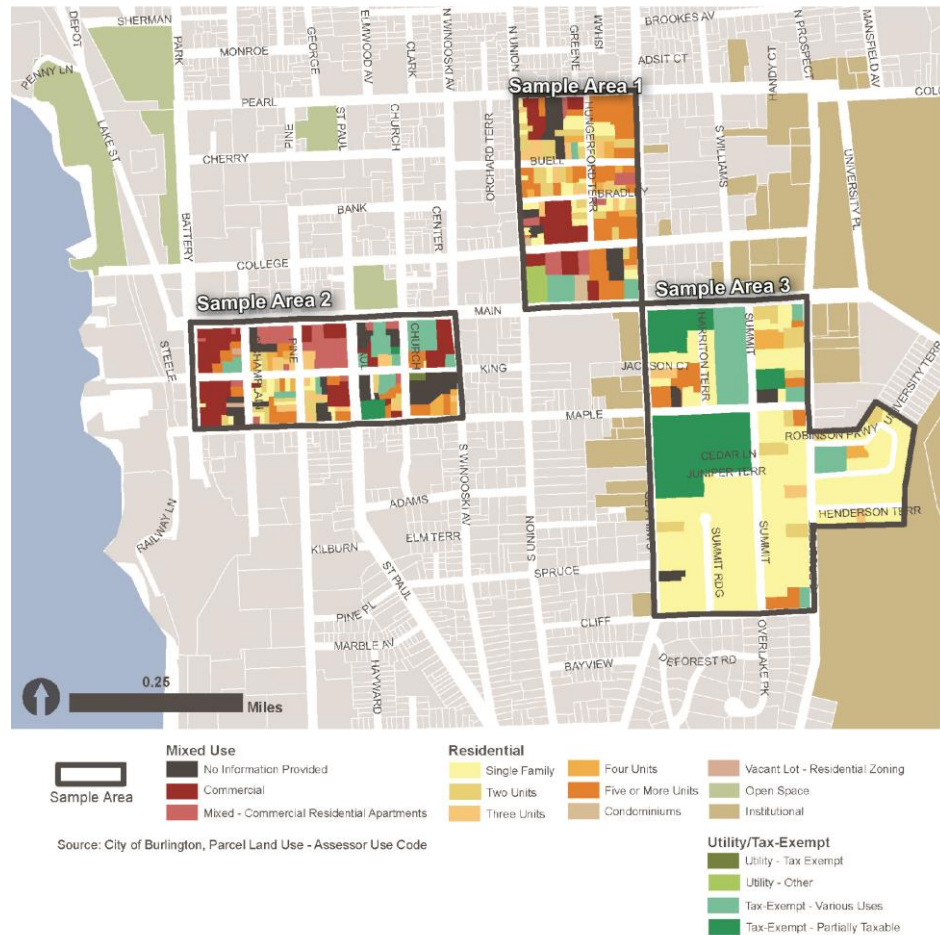 SHERMAN
DEPOT
PARK
MONROE
GEORGE
ELMWOOD AV
CLARK
N WINOOSKI AV
N UNION
GREENE
ISHAM
BROOKES AV
ADSIT CT
HANDY CT
N PROSPECT
MANSFIELD AV
PENNY LN
LAKE ST
PEARL
PINE
ST PAUL
CHURCH
ORCHARD TERR
Sample Area 1
HUNGERFORD TERR
S WILLIAMS
COLC
CHERRY
BUELL
BRADLEY
UNIVERSITY PL
BATTERY
BANK
CENTER
COLLEGE
Sample Area 2
MAIN
Sample Area 3
STEELE
CHAMPLAIN
PINE
CHURCH
KING
JACKSON CT
HARRITON TERR
SUMMIT
UNIVERSITY TERR
MAPLE
ROBINSON PKWY
CEDAR LN
JUNIPER TERR
S WINOOSKI AV
ADAMS
HENDERSON TERR
RAILWAY LN
KILBURN
ELM TERR
S UNION
SUMMIT RDG
SUMMIT
ST PAUL
SPRUCE
PINE PL
CLIFF
MARBLE AV
HAYWARD
BAYVIEW
DEFOREST RD
OVERLAKE PK
0.25
Miles
Sample Area
Mixed Use
No Information Provided
Commercial
Mixed - Commercial Residential Apartments
Residential
Single Family
Two Units
Three Units
Four Units
Five or More Units
Condominiums
Vacant Lot - Residential Zoning
Open Space
Institutional
Source: City of Burlington, Parcel Land Use - Assessor Use Code
Utility/Tax-Exempt
Utility - Tax Exempt
Utility - Other
Tax-Exempt - Various Uses
Tax-Exempt - Partially Taxable